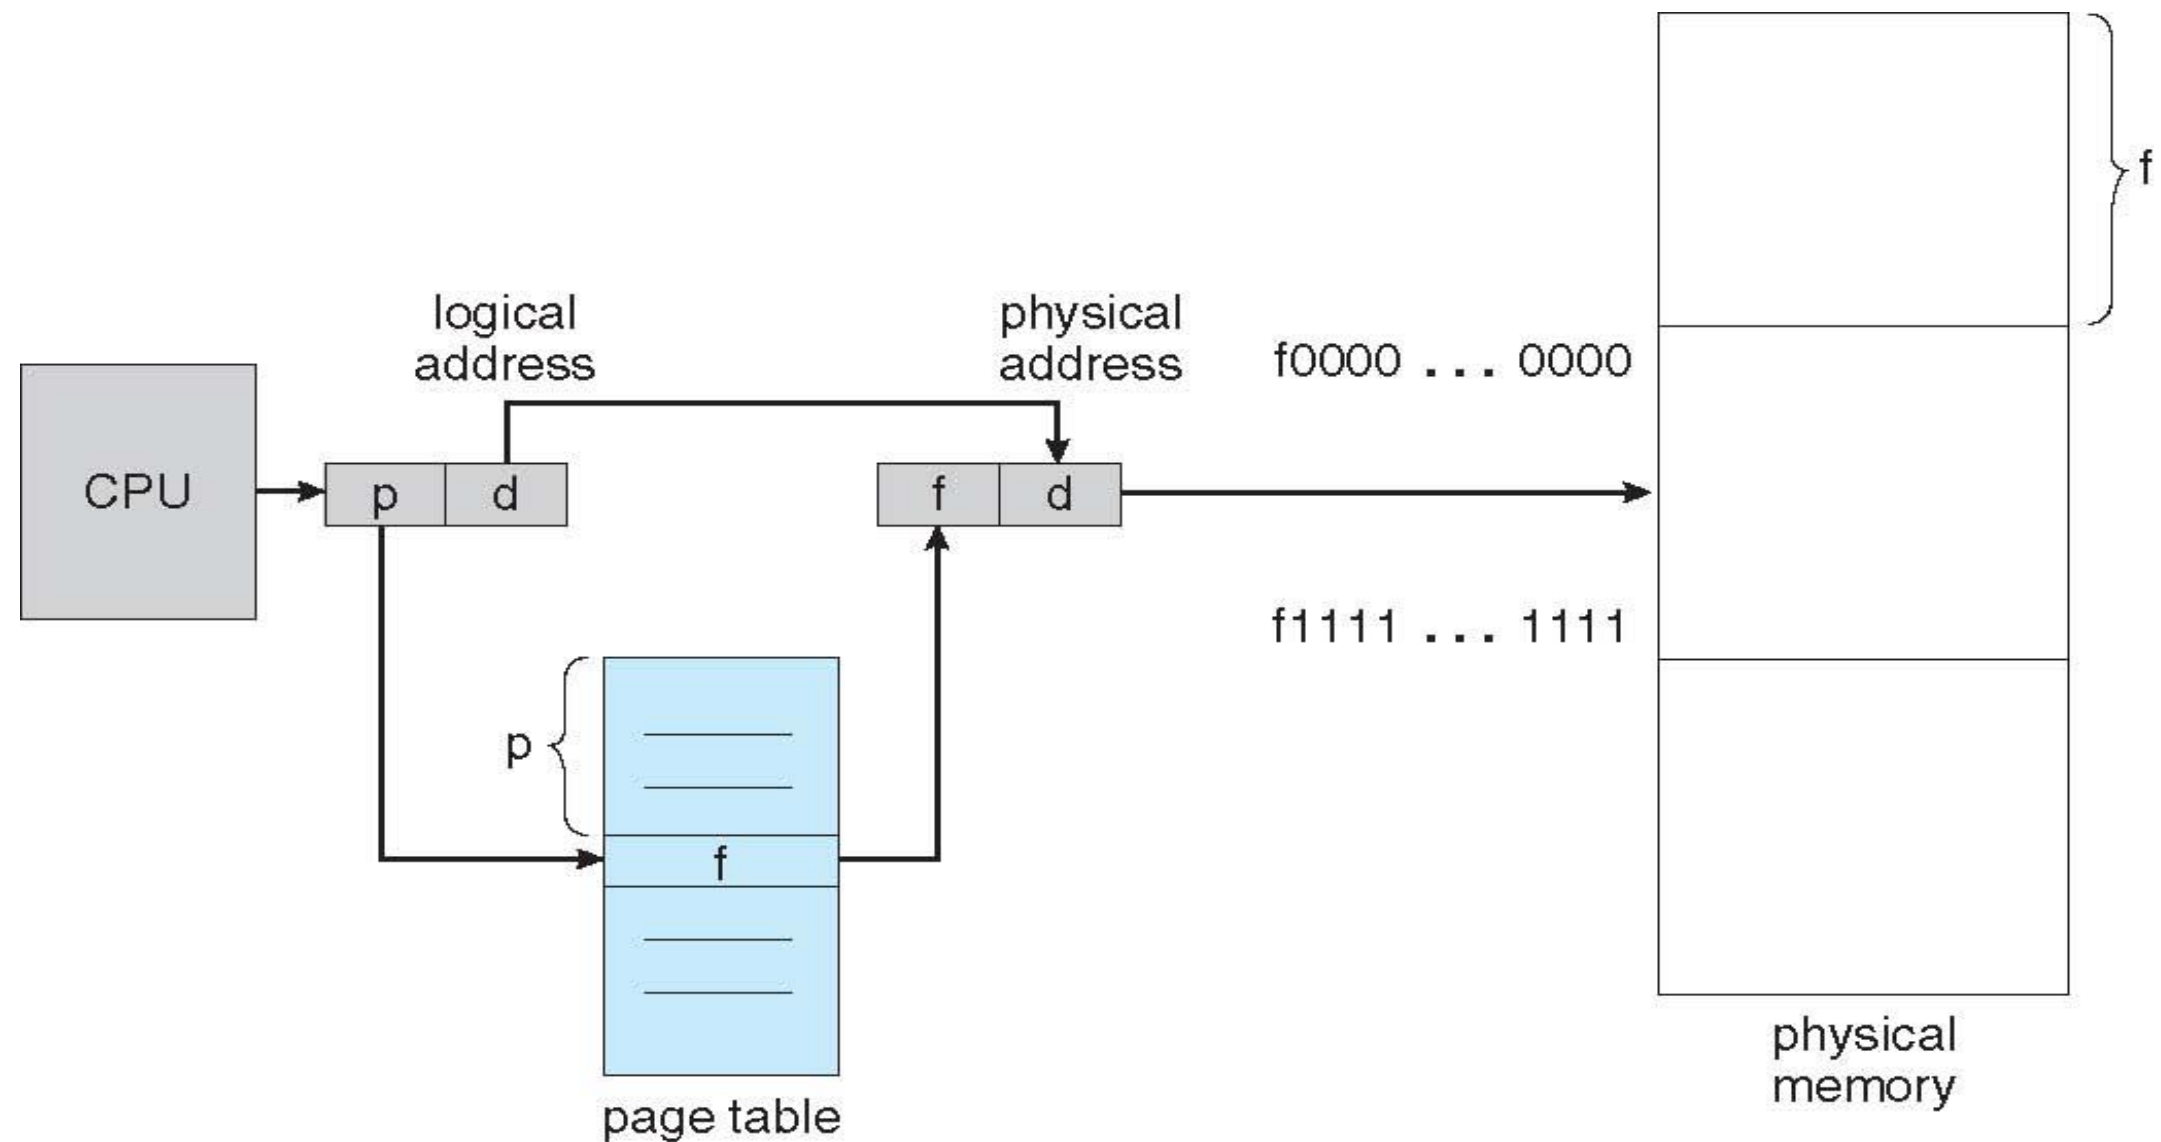 f
logical
address
physical
address
f0000 ... 0000
CPU
p
d
f
d
f1111 ... 1111
p
f
physical
memory
page table